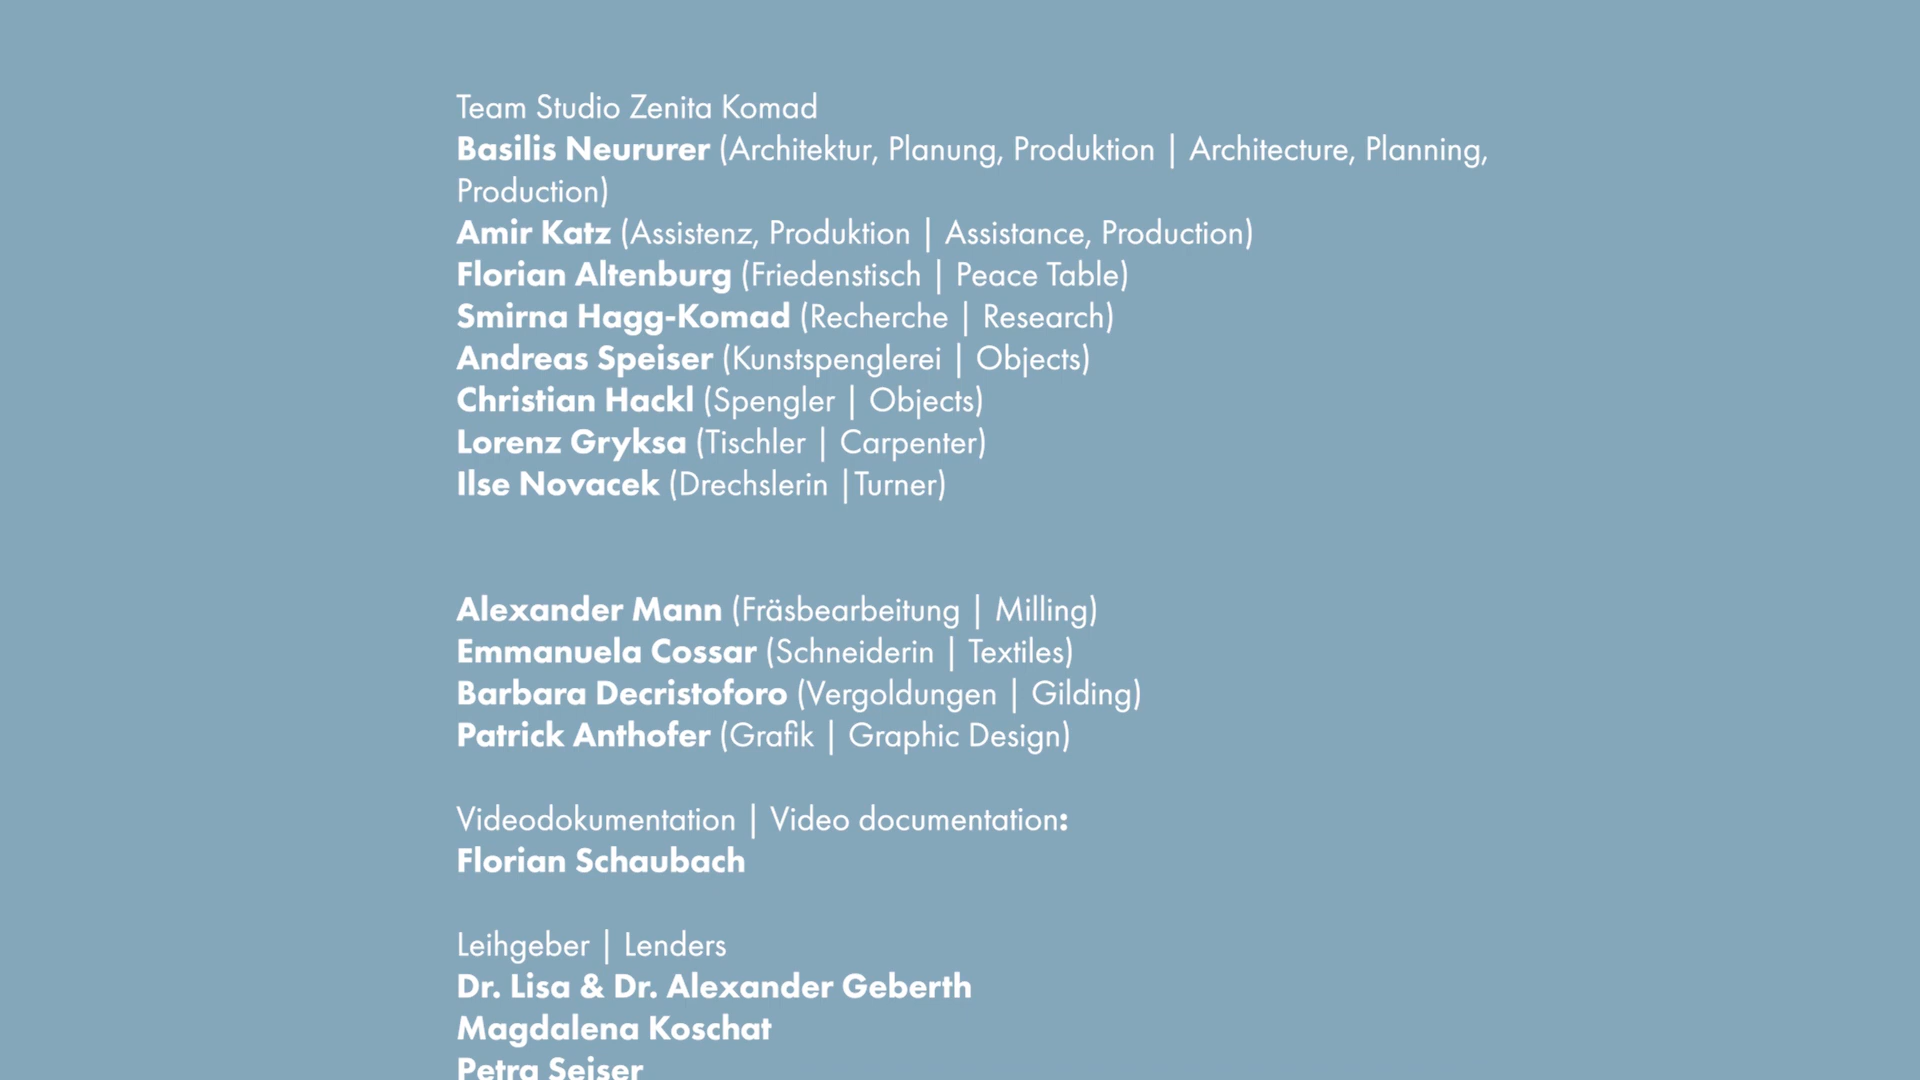 Team Studio Zenita Komad
Basilis Neururer (Architektur, Planung, Produktion | Architecture, Planning,
Production)
Amir Katz (Assistenz, Produktion | Assistance, Production)
Florian Altenburg (Friedenstisch | Peace Table)
Smirna Hagg-Komad (Recherche | Research)
Andreas Speiser (Kunstspenglerei | Objects)
Christian Hackl (Spengler | Objects)
Lorenz Gryksa (Tischler | Carpenter)
Ilse Novacek (Drechslerin |Turner)
Alexander Mann (Fräsbearbeitung | Milling)
Emmanuela Cossar (Schneiderin | Textiles)
Barbara Decristoforo (Vergoldungen | Gilding)
Patrick Anthofer (Grafik | Graphic Design)
Videodokumentation | Video documentation:
Florian Schaubach
Leihgeber | Lenders
Dr. Lisa & Dr. Alexander Geberth
Magdalena Koschat
Petra Seiser